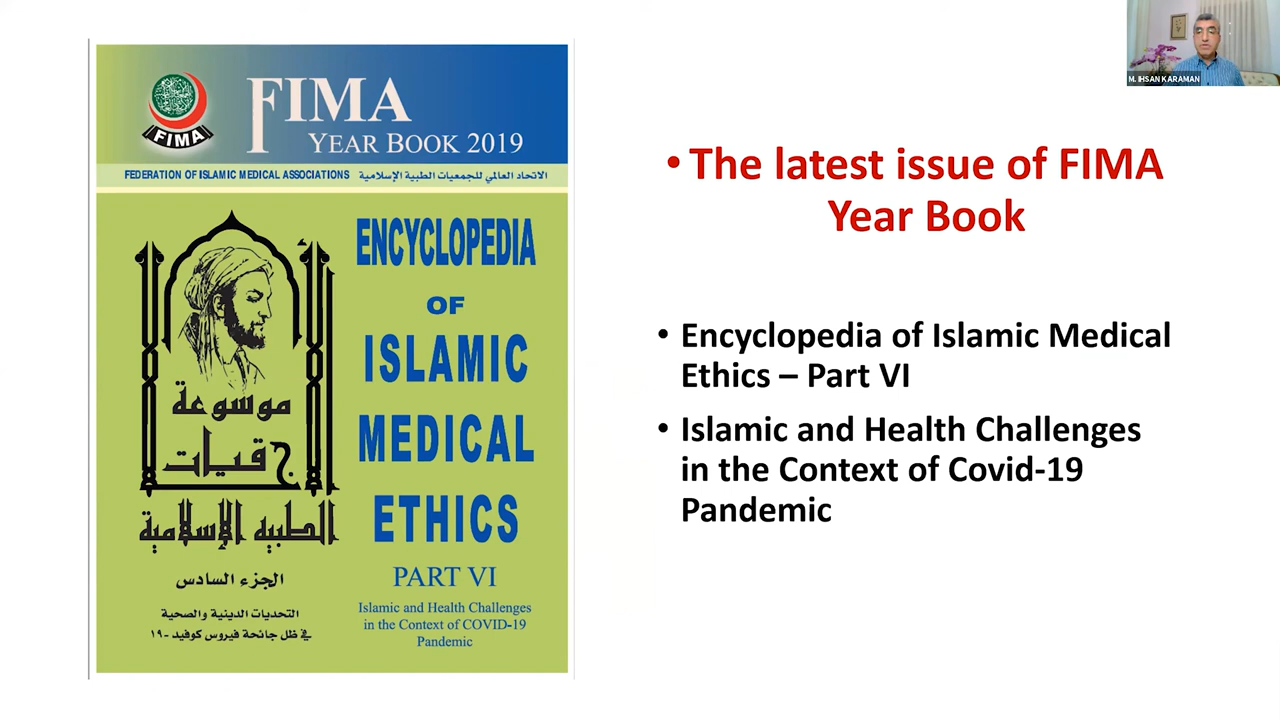 FIMA
FIMA
YEAR BOOK 2019
FEDERATION OF ISLAMIC MEDICAL ASSOCIATIONS الاتحاد العالمي للجمعيات الطبية الإسلامية
ENCYCLOPEDIA
OF
ISLAMIC
MEDICAL
ETHICS
PART VI
Islamic and Health Challenges
in the Context of COVID-19
Pandemic
موسوعة
الطبية الإسلامية
الجزء السادس
التحديات الدينية والصحية
في ظل جائحة فيروس كوفيد -١٩
M. IHSAN KARAMAN
• The latest issue of FIMA
Year Book
• Encyclopedia of Islamic Medical
Ethics – Part VI
• Islamic and Health Challenges
in the Context of Covid-19
Pandemic